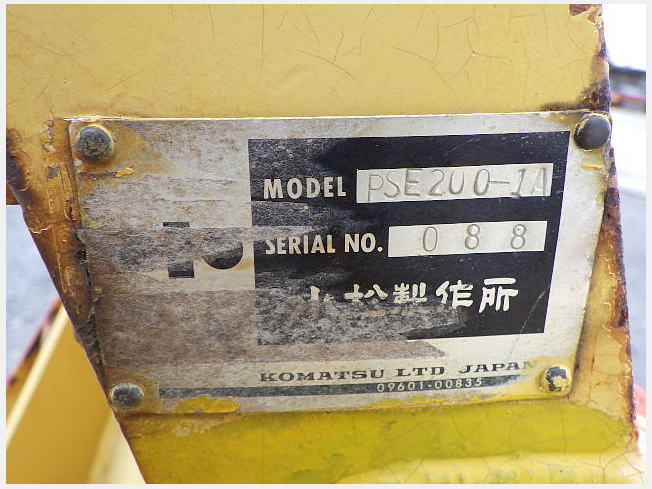 MODEL PSE200-1A
SERIAL NO. 088
小松製作所
KOMATSU LTD JAPAN
09601-00835